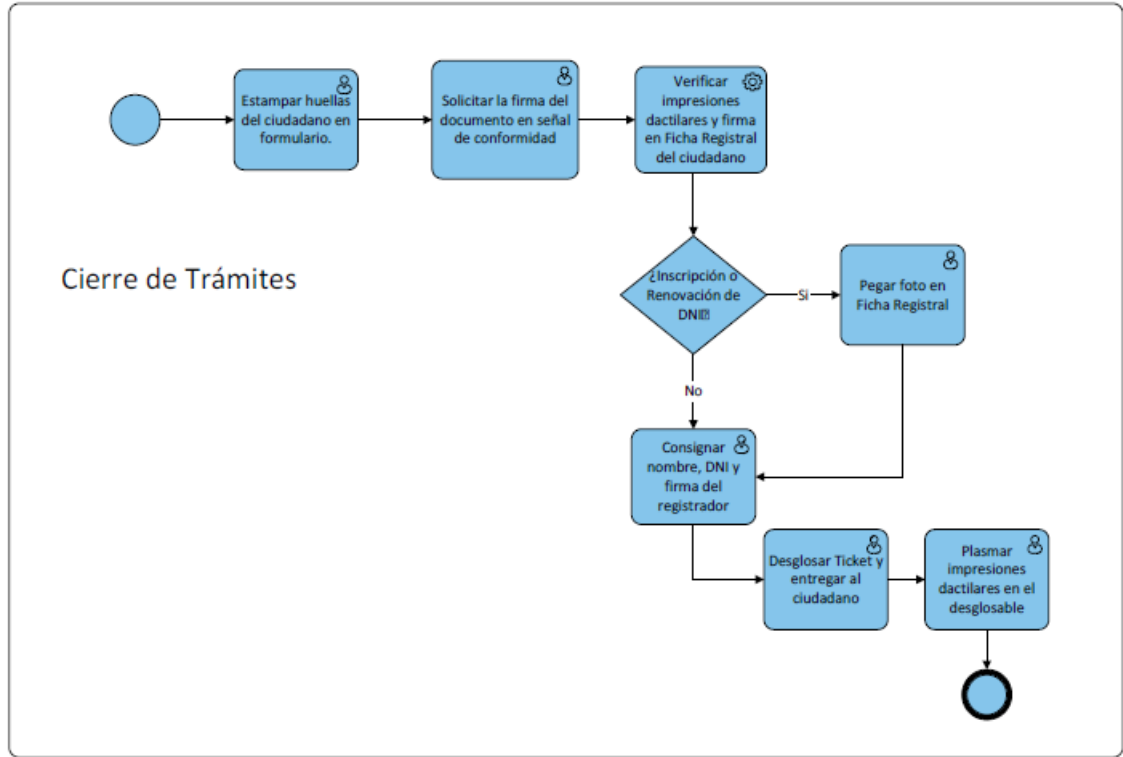 Estampar huellas
del ciudadano en
formulario.
Solicitar la firma del
documento en señal
de conformidad
Verificar
impresiones
dactilares y firma
en Ficha Registral
del ciudadano
Cierre de Trámites
¿Inscripción o
Renovación de
DNI
Si
Pegar foto en
Ficha Registral
No
Consignar
nombre, DNI y
firma del
registrador
Desglosar Ticket y
entregar al
ciudadano
Plasmar
impresiones
dactilares en el
desglosable